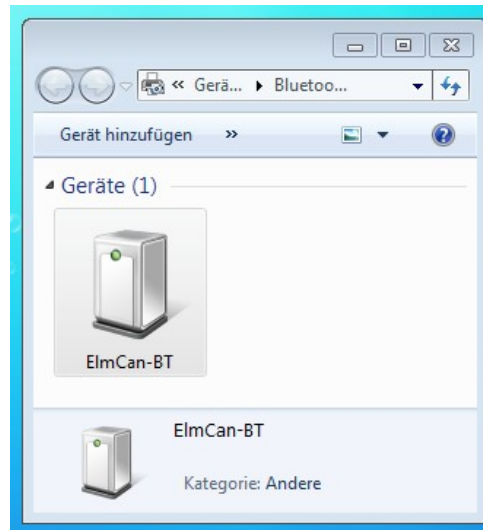 « Gerä... ▸ Bluetoo...
Gerät hinzufügen »
Geräte (1)
ElmCan-BT
ElmCan-BT
Kategorie: Andere